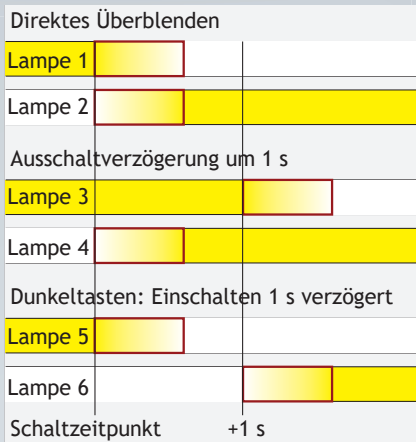 Direktes Überblenden
Lampe 1
Lampe 2
Ausschaltverzögerung um 1 s
Lampe 3
Lampe 4
Dunkeltasten: Einschalten 1 s verzögert
Lampe 5
Lampe 6
Schaltzeitpunkt +1 s